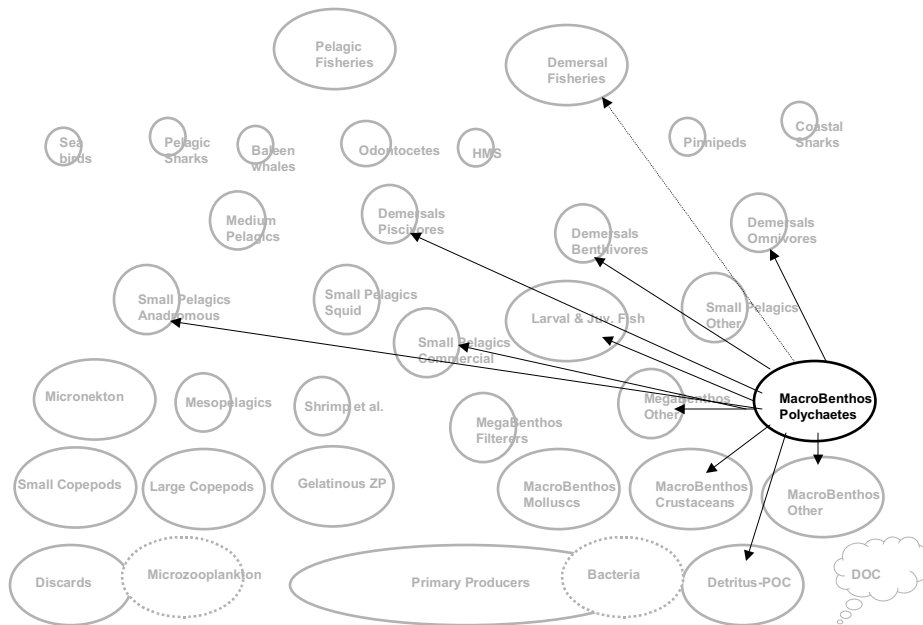 Pelagic
Fisheries
Demersal
Fisheries
Sea
birds
Pelagic
Sharks
Baleen
whales
Odontocetes
HMS
Pinnipeds
Coastal
Sharks
Medium
Pelagics
Demersals
Piscivores
Demersals
Benthivores
Demersals
Omnivores
Small Pelagics
Anadromous
Small Pelagics
Squid
Small Pelagics
Commercial
Larval & Juv. Fish
Small Pelagics
Other
Micronekton
Mesopelagics
Shrimp et al.
MegaBenthos
Filterers
MegaBenthos
Other
MacroBenthos
Polychaetes
Small Copepods
Large Copepods
Gelatinous ZP
MacroBenthos
Molluscs
MacroBenthos
Crustaceans
MacroBenthos
Other
Discards
Microzooplankton
Primary Producers
Bacteria
Detritus-POC
DOC